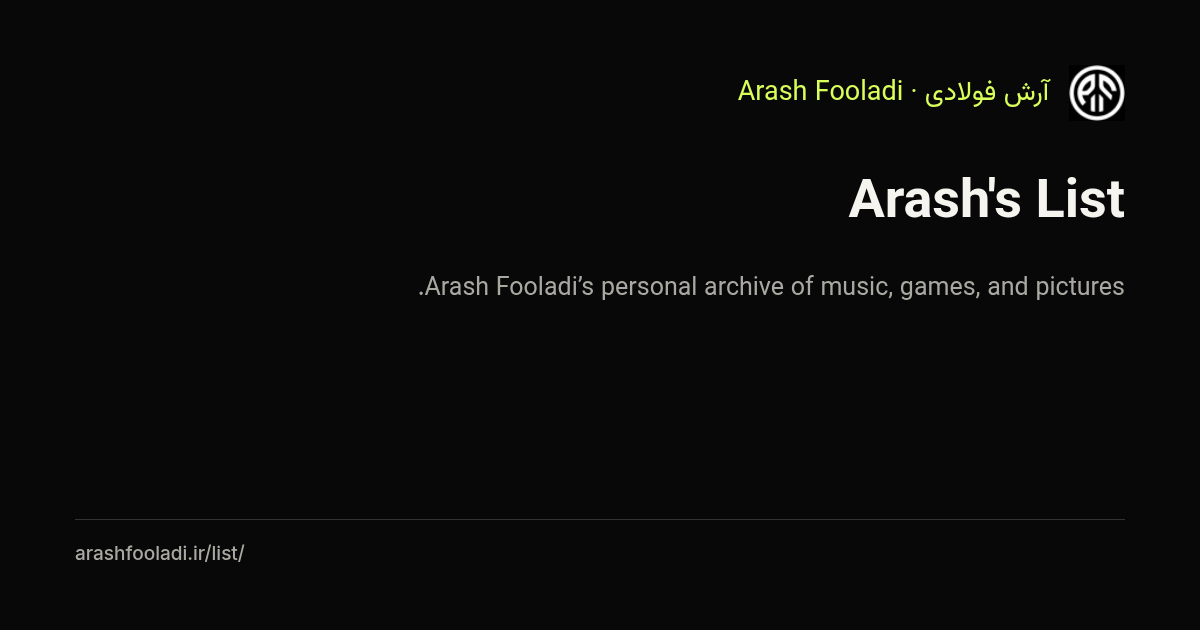 آرش فولادی · Arash Fooladi
Arash's List
Arash Fooladi’s personal archive of music, games, and pictures.
arashfooladi.ir/list/